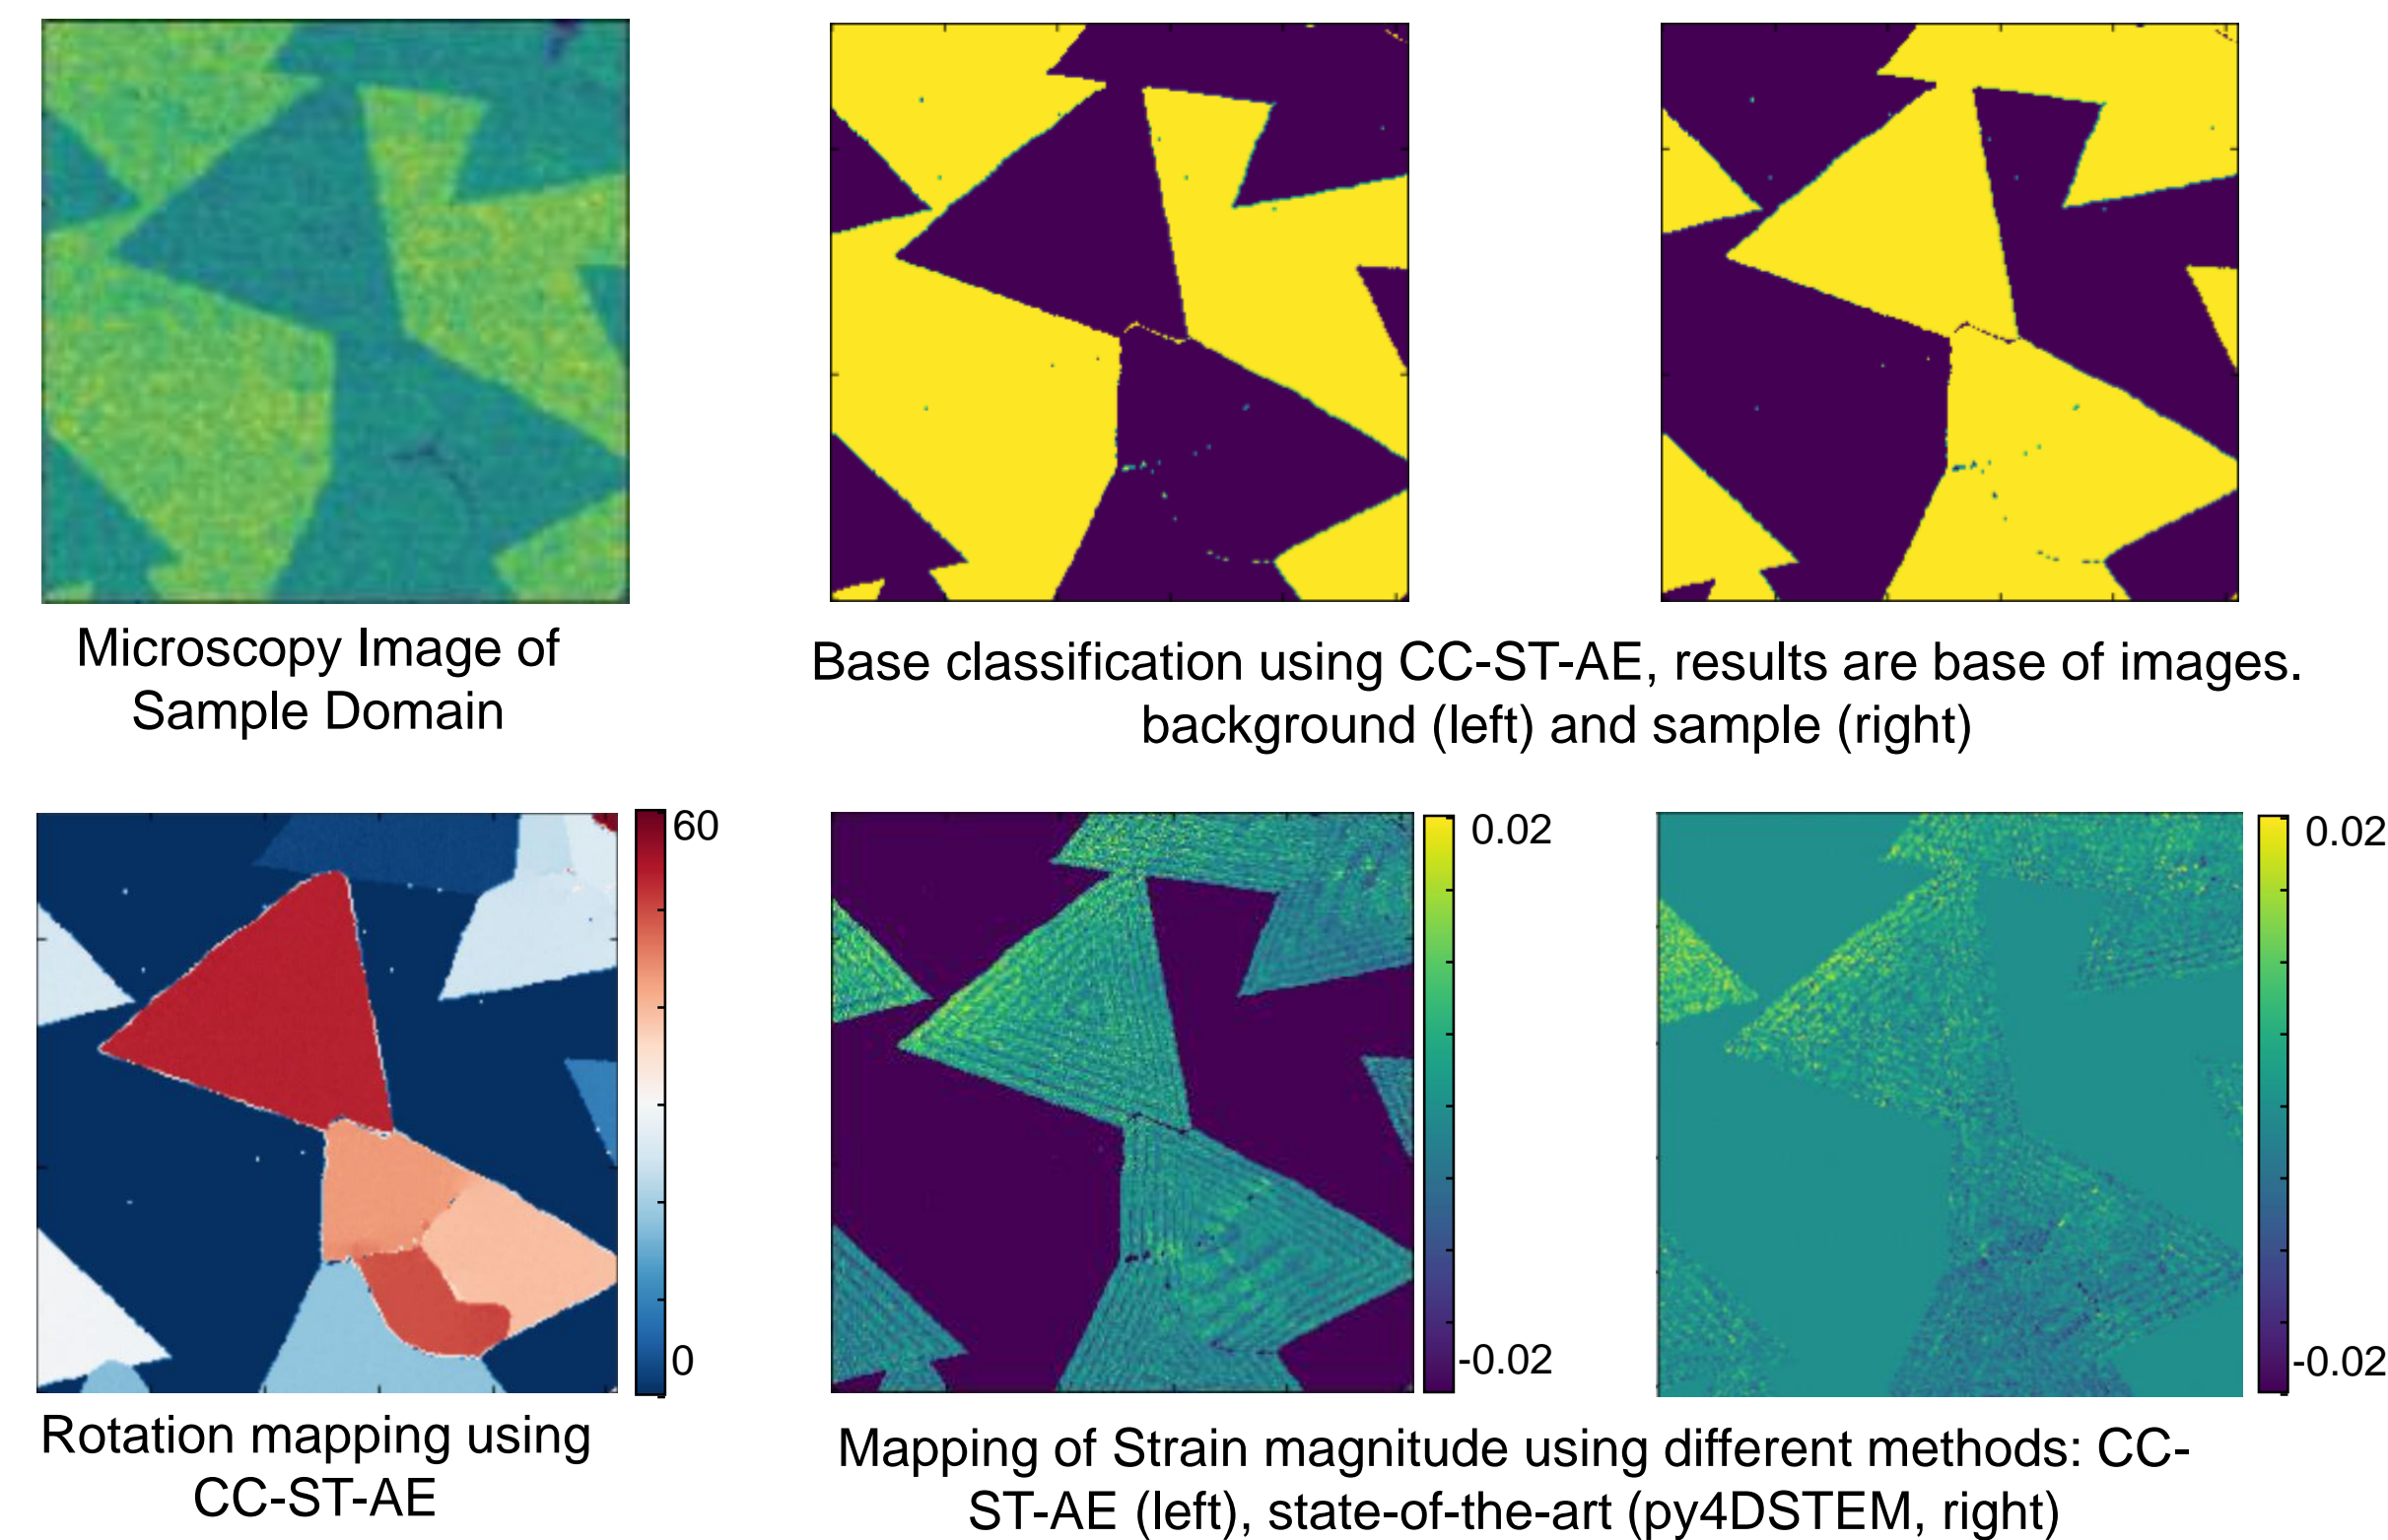 Microscopy Image of
Sample Domain
Base classification using CC-ST-AE, results are base of images.
background (left) and sample (right)
60
0
0.02
-0.02
0.02
-0.02
Rotation mapping using
CC-ST-AE
Mapping of Strain magnitude using different methods: CC-
ST-AE (left), state-of-the-art (py4DSTEM, right)